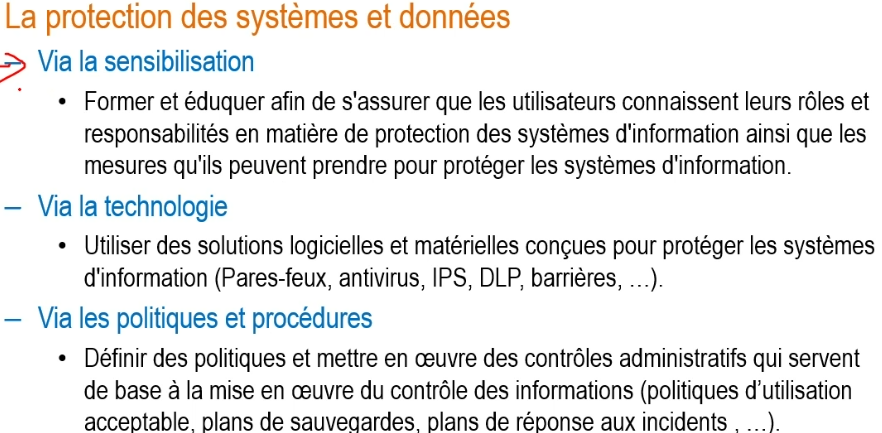 La protection des systèmes et données
– Via la sensibilisation
• Former et éduquer afin de s'assurer que les utilisateurs connaissent leurs rôles et
responsabilités en matière de protection des systèmes d'information ainsi que les
mesures qu'ils peuvent prendre pour protéger les systèmes d'information.
– Via la technologie
• Utiliser des solutions logicielles et matérielles conçues pour protéger les systèmes
d'information (Pares-feux, antivirus, IPS, DLP, barrières, …).
– Via les politiques et procédures
• Définir des politiques et mettre en œuvre des contrôles administratifs qui servent
de base à la mise en œuvre du contrôle des informations (politiques d’utilisation
acceptable, plans de sauvegardes, plans de réponse aux incidents , …).